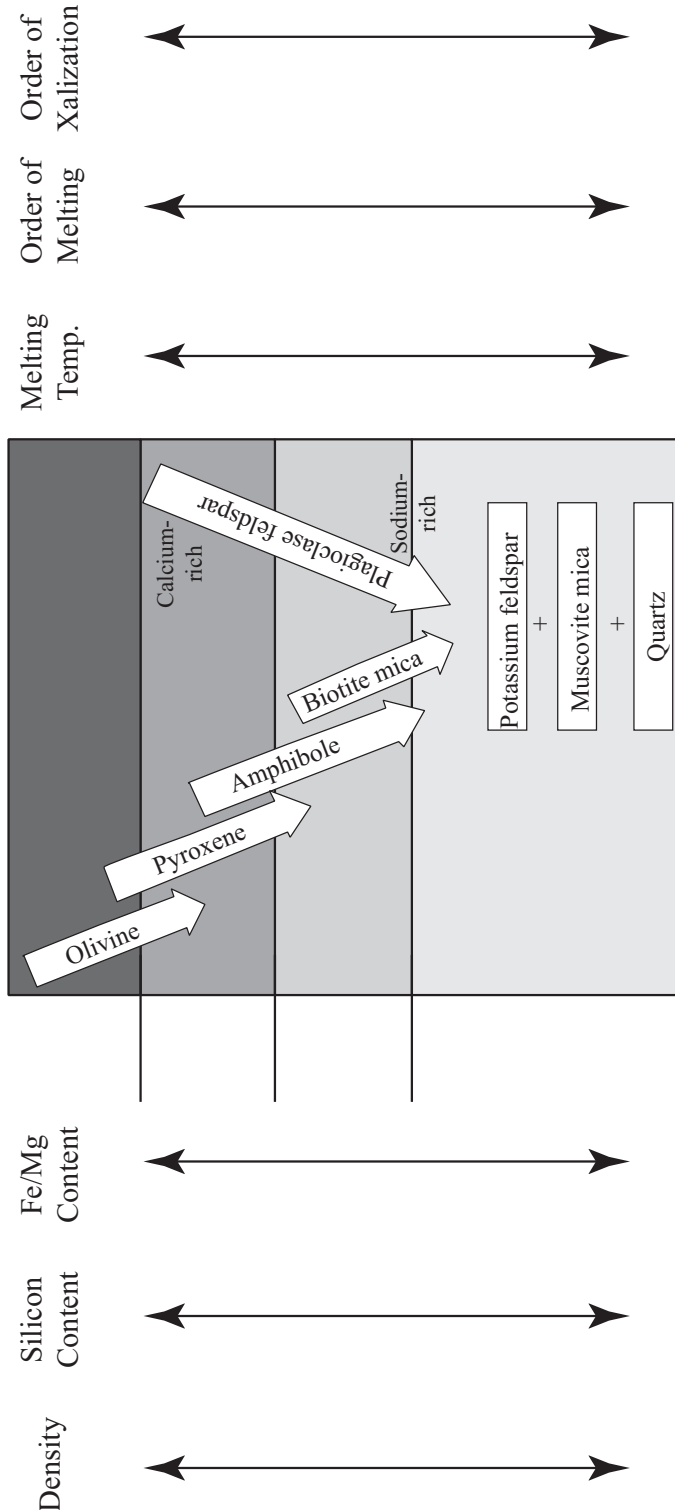 Density
Silicon
Content
Fe/Mg
Content
Olivine
Pyroxene
Amphibole
Biotite mica
Plagioclase feldspar
Calcium-
rich
Sodium-
rich
Potassium feldspar
+
Muscovite mica
+
Quartz
Melting
Temp.
Order of
Melting
Order of
Xalization